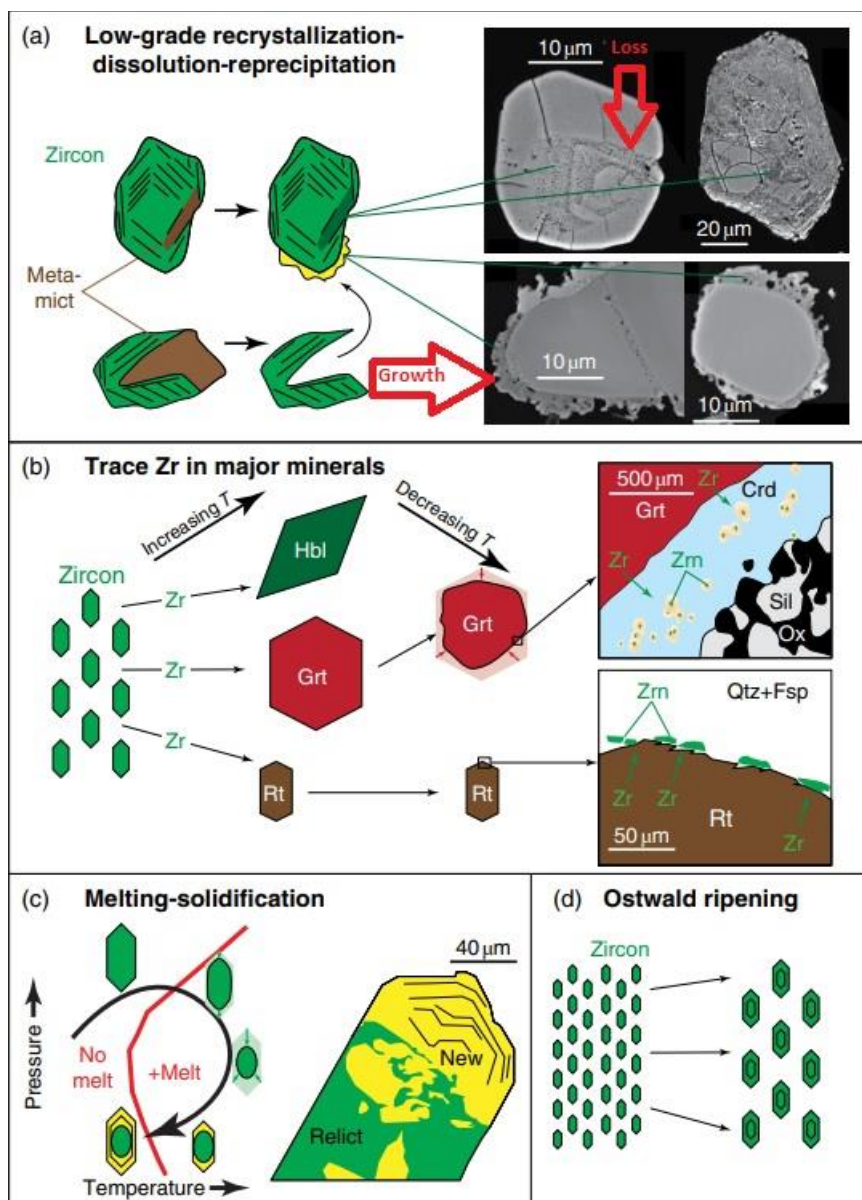 (a) Low-grade recrystallization-
dissolution-reprecipitation
10 μm
Loss
Zircon
20 μm
Meta-
mict
Growth
10 μm
10 μm
(b) Trace Zr in major minerals
Increasing T
Decreasing T
Zircon
Hbl
Zr
Zr
Zr
Grt
Grt
Rt
Rt
500 μm
Grt
Zr
Crd
Zr
Zrn
Sil
Ox
Zrn
Qtz+Fsp
Zr
Zr
Zr
Rt
50 μm
(c) Melting-solidification
40 μm
Pressure
No
melt
+Melt
New
Relict
Temperature
(d) Ostwald ripening
Zircon